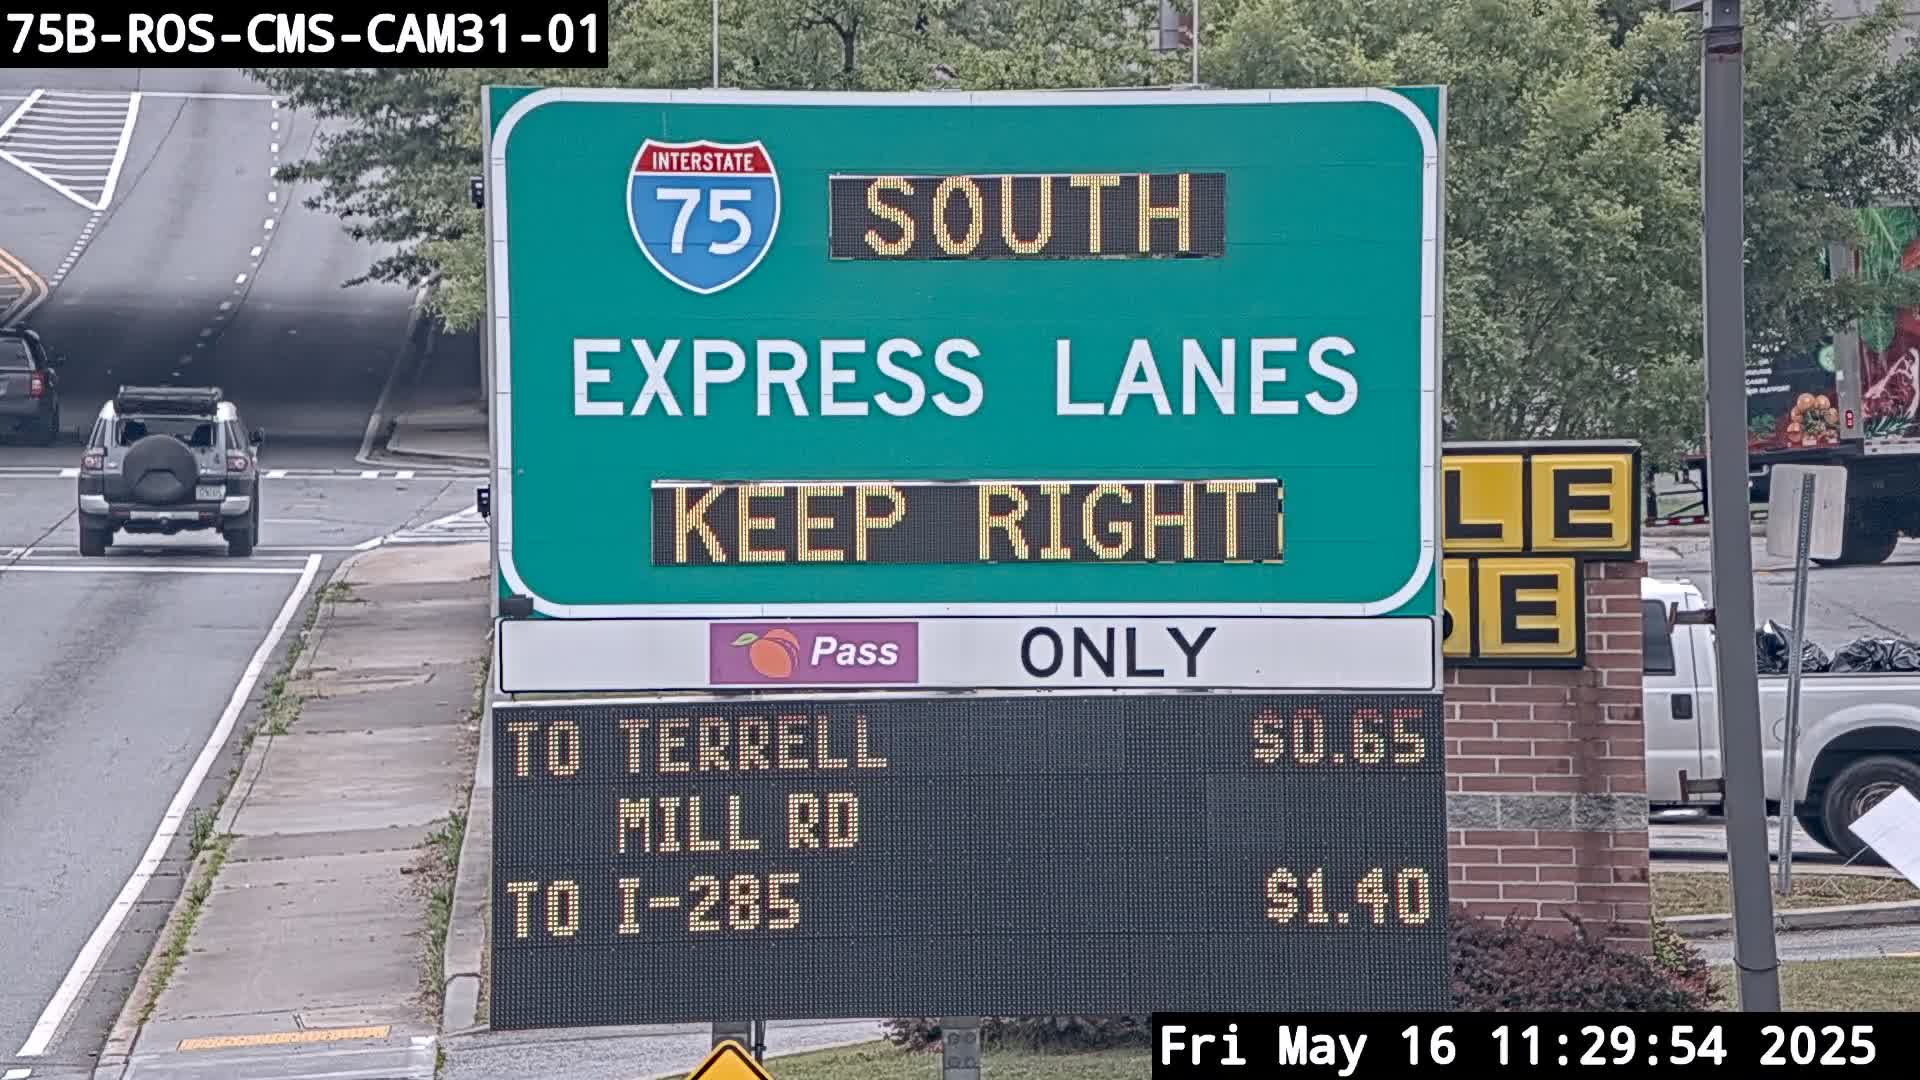 75B-ROS-CMS-CAM31-01
INTERSTATE
75
SOUTH
EXPRESS LANES
KEEP RIGHT
Pass ONLY
TO TERRELL $0.65
MILL RD
TO I-285 $1.40
LE
E
Fri May 16 11:29:54 2025